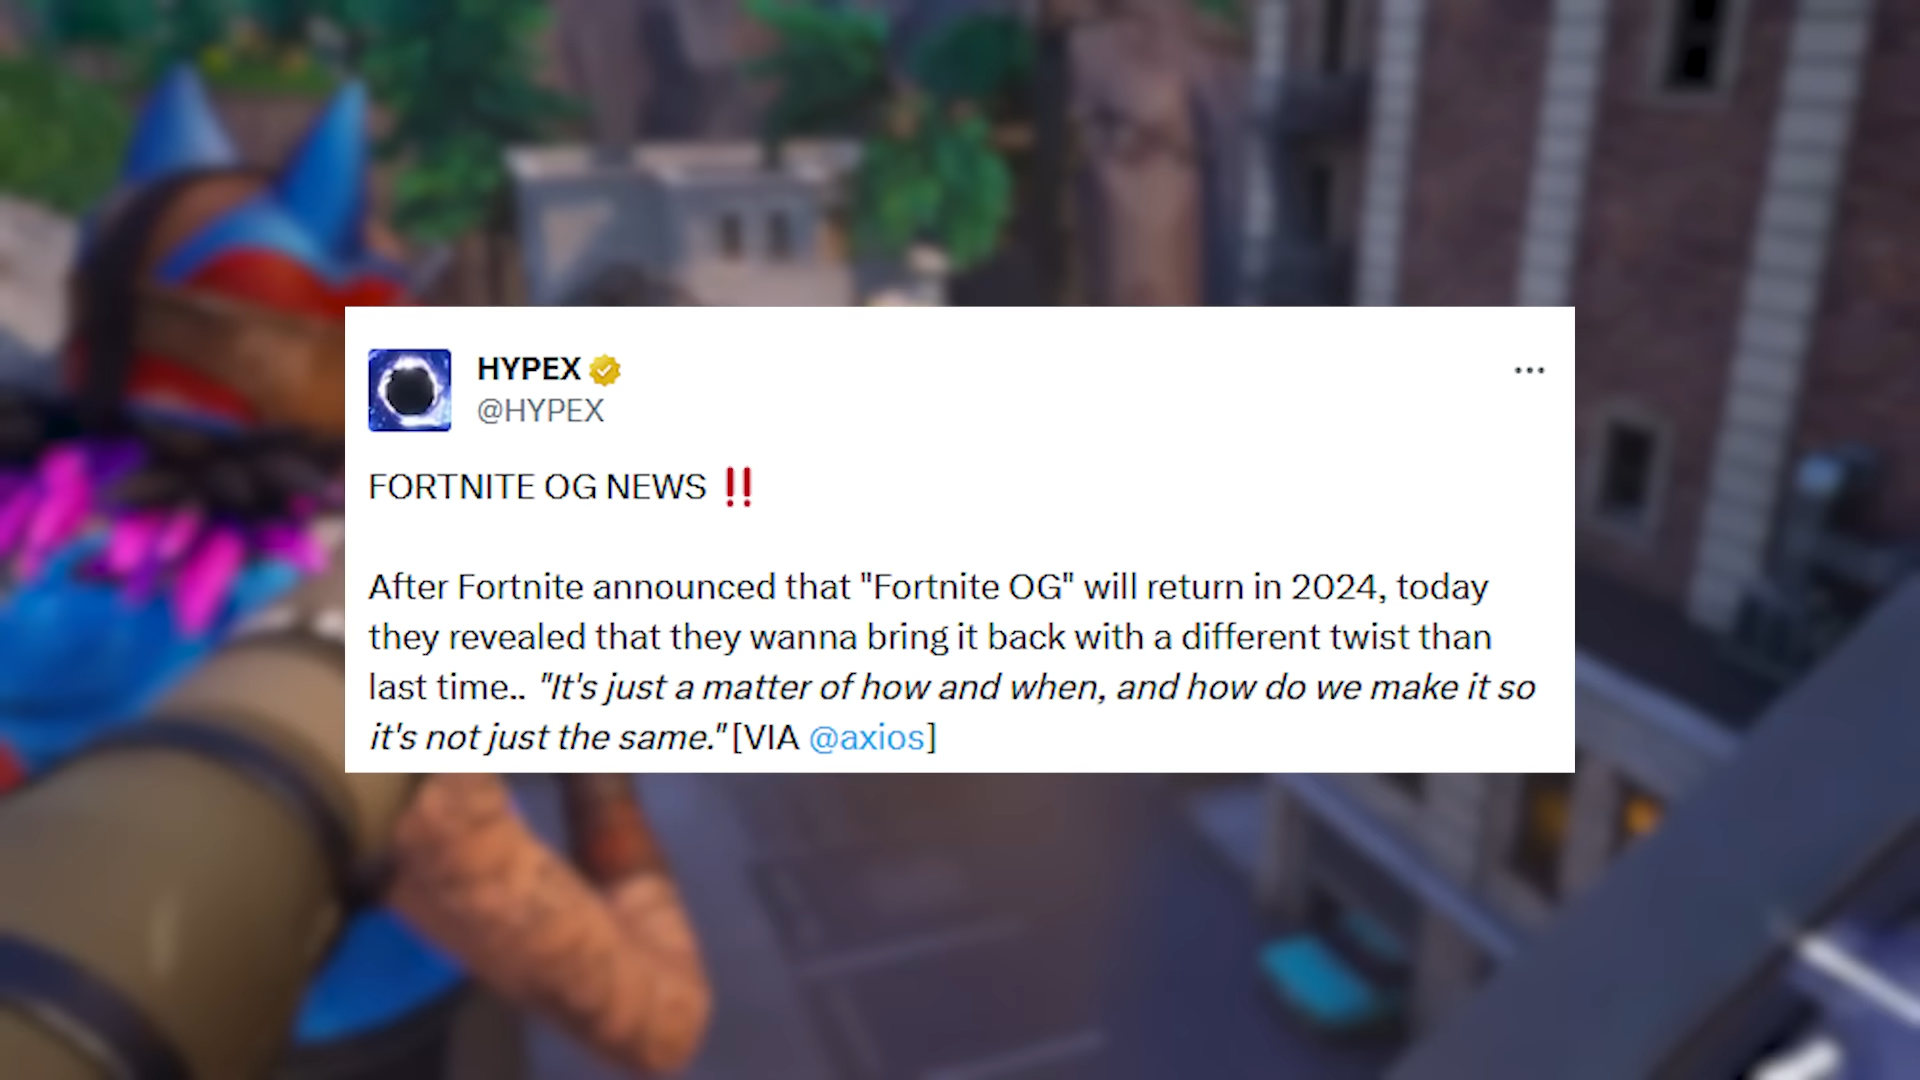 HYPEX
@HYPEX
FORTNITE OG NEWS ‼️
After Fortnite announced that "Fortnite OG" will return in 2024, today
they revealed that they wanna bring it back with a different twist than
last time.. "It's just a matter of how and when, and how do we make it so
it's not just the same." [VIA @axios]